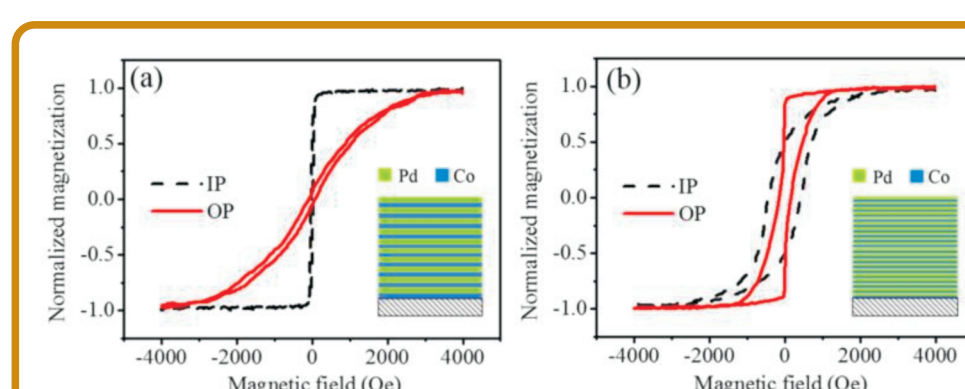 (a)
Normalized magnetization
1.0
0.5
0.0
-0.5
-1.0
IP
OP
Pd Co
-4000 -2000 0 2000 4000
Magnetic field (Oe)
(b)
Normalized magnetization
1.0
0.5
0.0
-0.5
-1.0
IP
OP
Pd Co
-4000 -2000 0 2000 4000
Magnetic field (Oe)